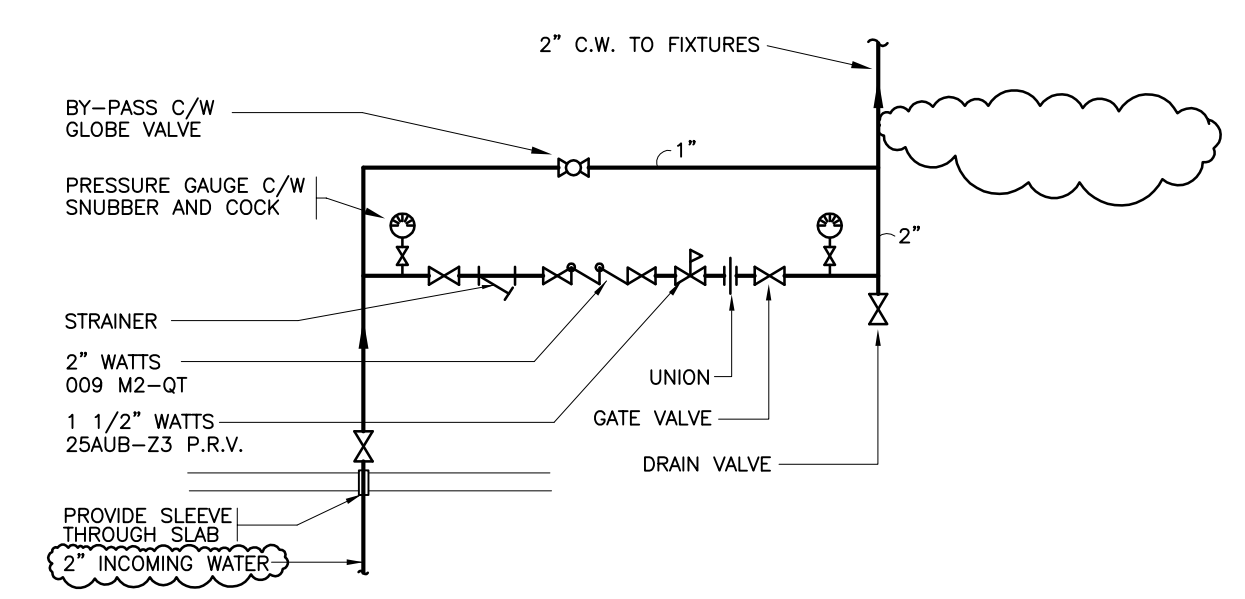 2” C.W. TO FIXTURES
BY-PASS C/W
GLOBE VALVE
1”
PRESSURE GAUGE C/W
SNUBBER AND COCK
2”
STRAINER
2” WATTS
009 M2-QT
UNION
1 1/2” WATTS
25AUB-Z3 P.R.V.
GATE VALVE
DRAIN VALVE
PROVIDE SLEEVE
THROUGH SLAB
2” INCOMING WATER